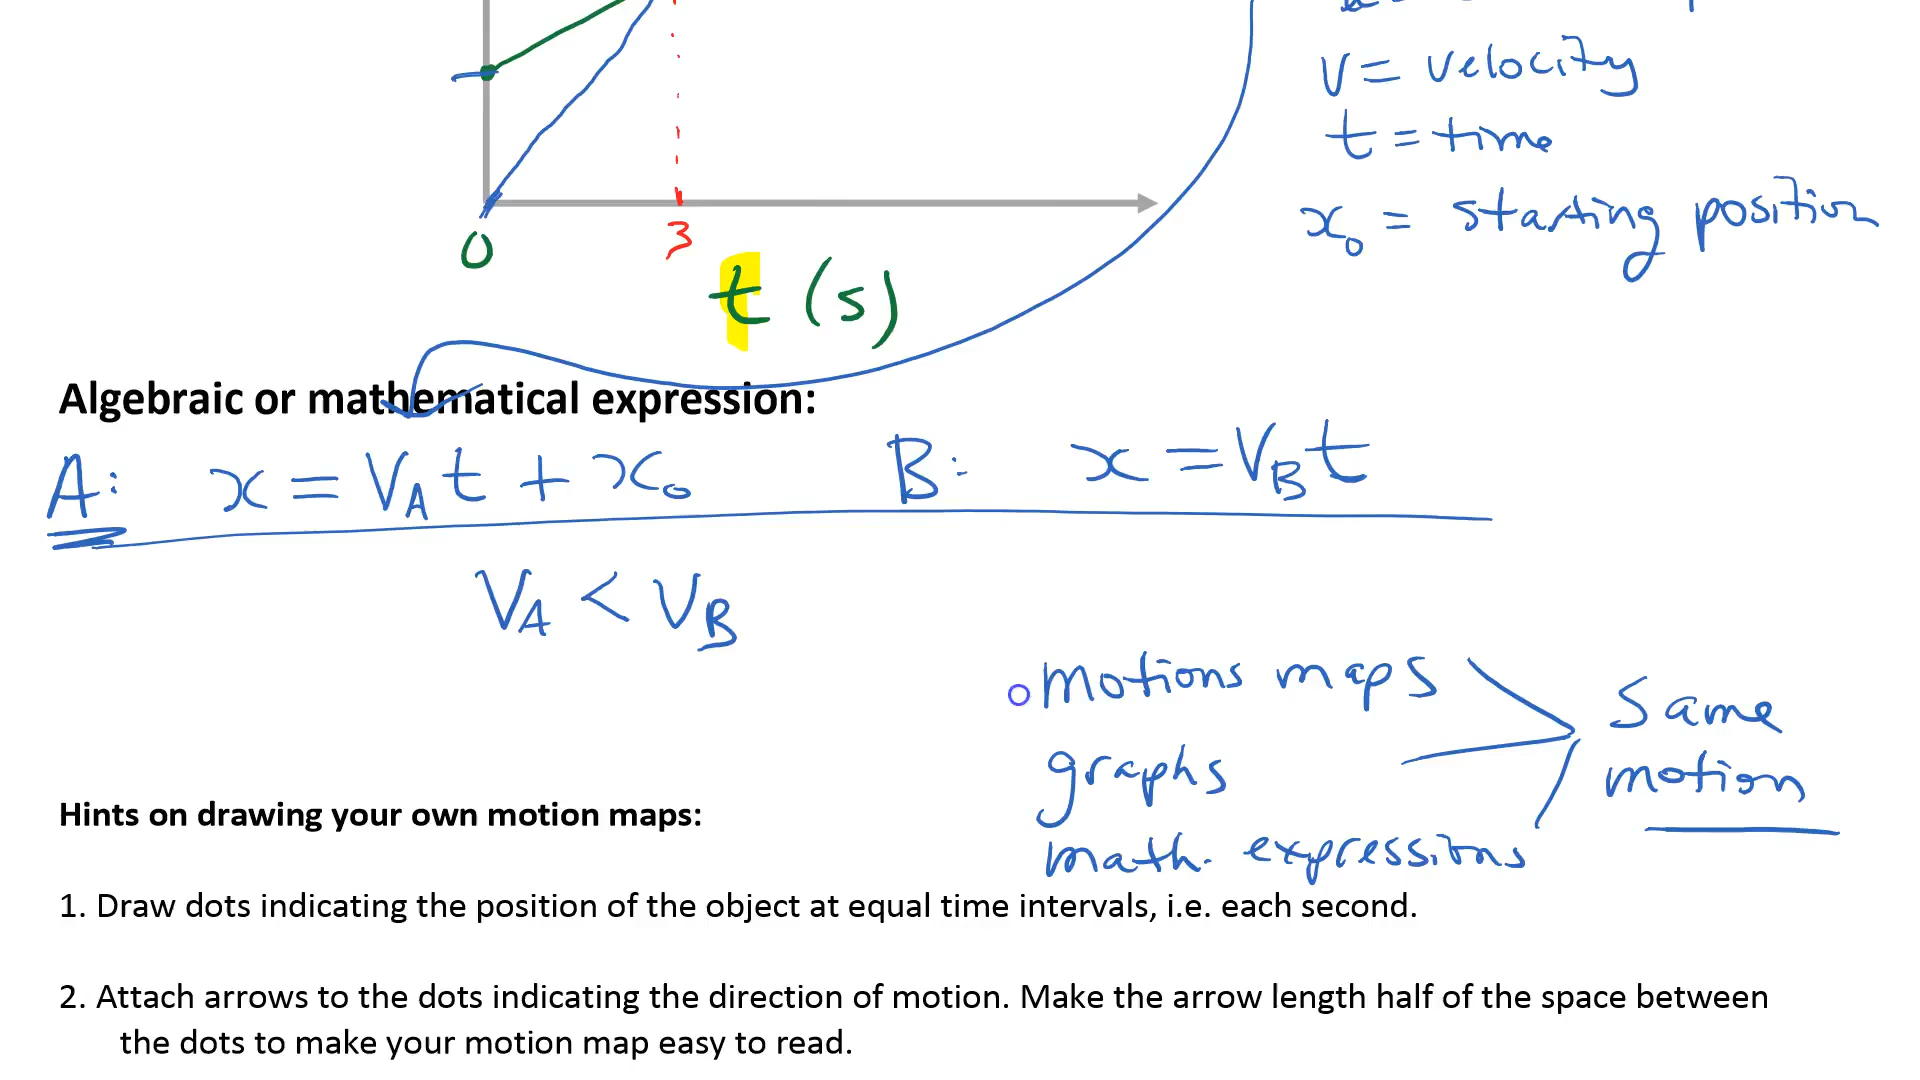 v = velocity
t = time
x₀ = starting position
0
3
t (s)
Algebraic or mathematical expression:
A: x = V_A t + x₀
B: x = V_B t
V_A < V_B
motions maps
graphs
math. expressions
Same
motion
Hints on drawing your own motion maps:
1. Draw dots indicating the position of the object at equal time intervals, i.e. each second.
2. Attach arrows to the dots indicating the direction of motion. Make the arrow length half of the space between
the dots to make your motion map easy to read.